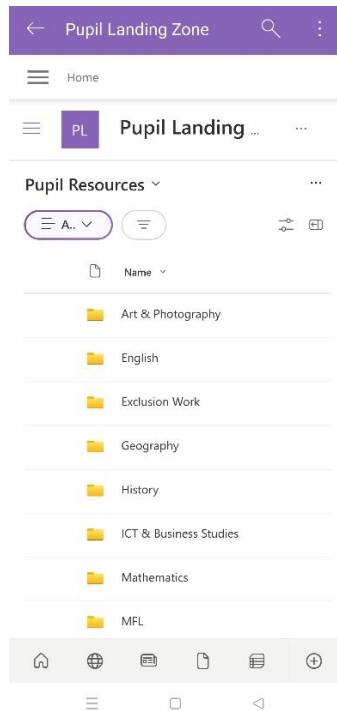 Pupil Landing Zone
Home
PL Pupil Landing ...
Pupil Resources
A..
Name
Art & Photography
English
Exclusion Work
Geography
History
ICT & Business Studies
Mathematics
MFL